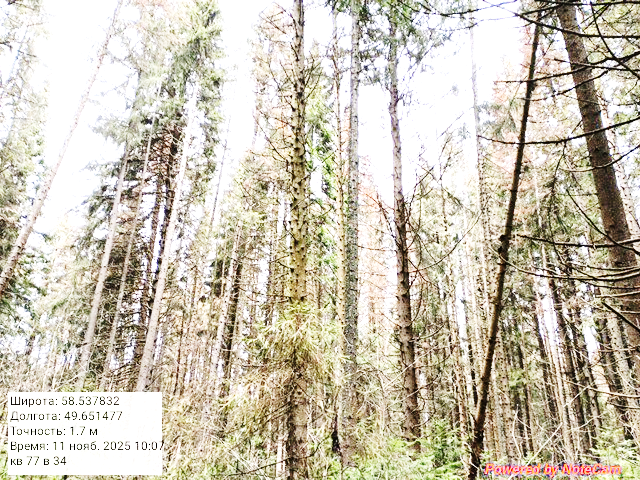 Широта: 58.537832
Долгота: 49.651477
Точность: 1.7 м
Время: 11 нояб. 2025 10:07
кв 77 в 34
Powered by NoteCam